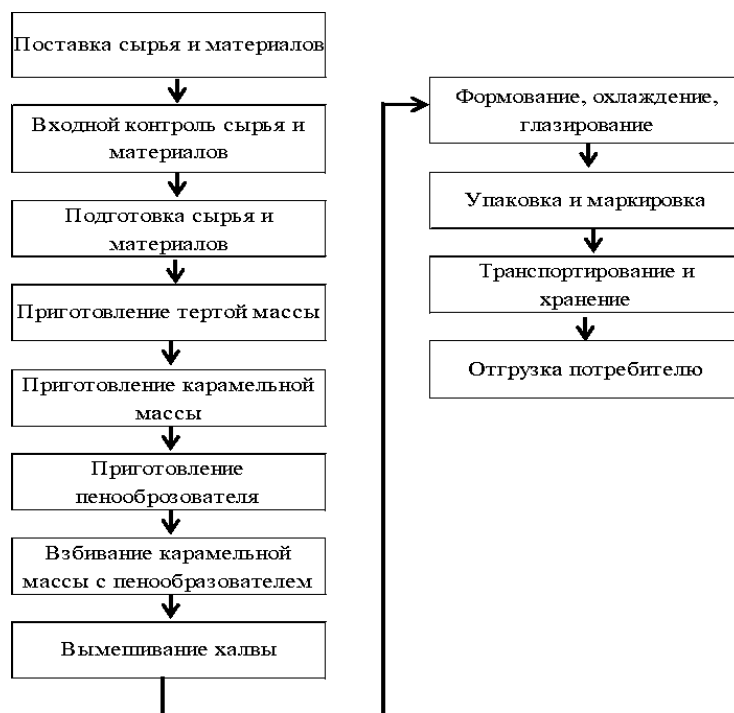 Поставка сырья и материалов
Входной контроль сырья и
материалов
Подготовка сырья и
материалов
Приготовление тертой массы
Приготовление карамельной
массы
Приготовление
пенооброзователя
Взбивание карамельной
массы с пенообразователем
Вымешивание халвы
Формование, охлаждение,
глазирование
Упаковка и маркировка
Транспортирование и
хранение
Отгрузка потребителю